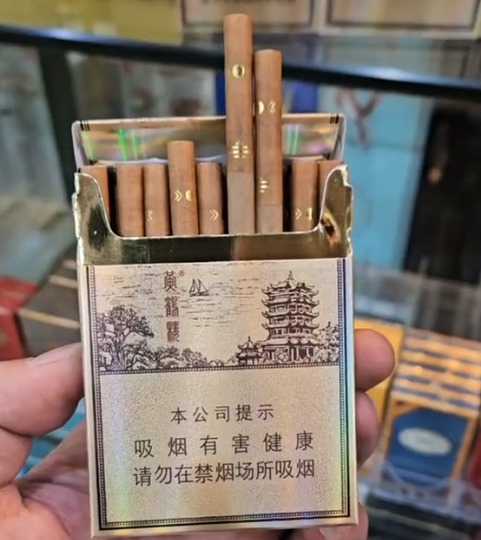 黄鹤楼
本公司提示
吸烟有害健康
请勿在禁烟场所吸烟